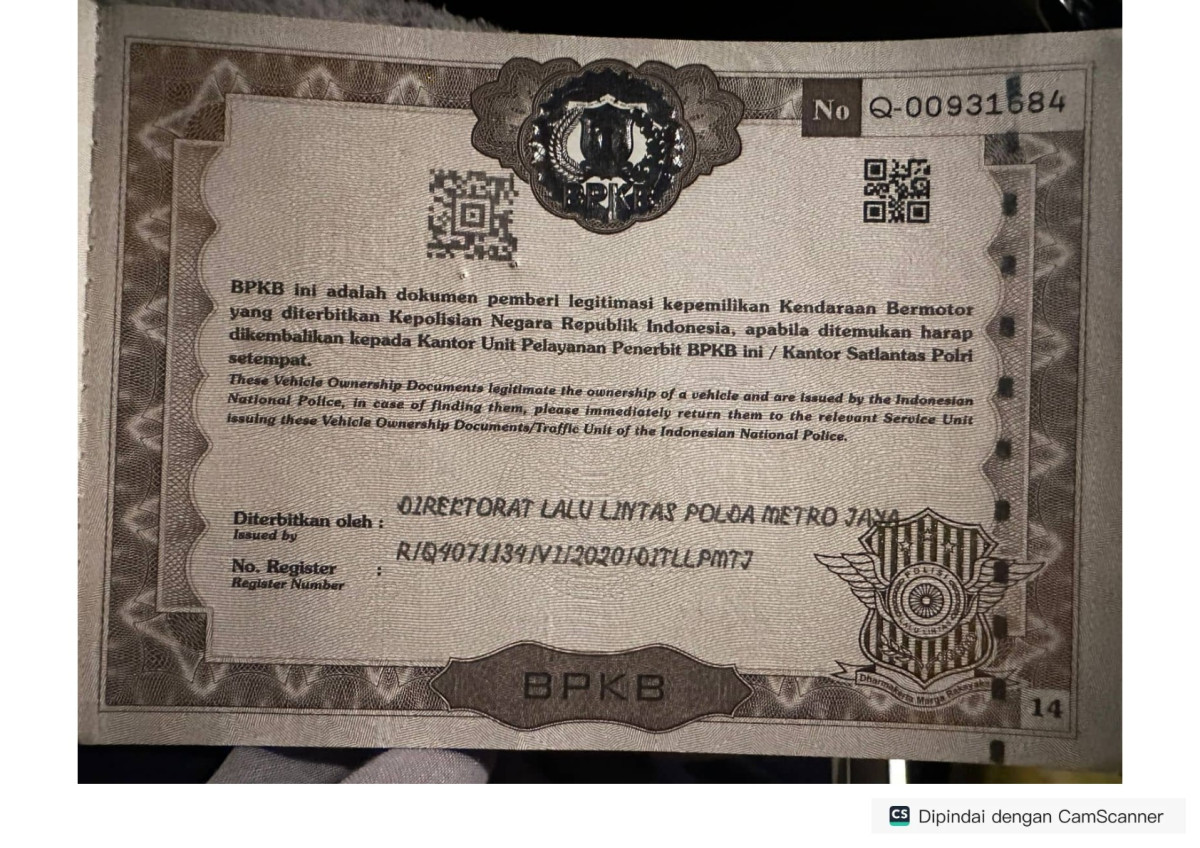 No Q-00931684
BPKB
BPKB ini adalah dokumen pemberi legitimasi kepemilikan Kendaraan Bermotor
yang diterbitkan Kepolisian Negara Republik Indonesia, apabila ditemukan harap
dikembalikan kepada Kantor Unit Pelayanan Penerbit BPKB ini / Kantor Satlantas Polri
setempat.
These Vehicle Ownership Documents legitimate the ownership of a vehicle and are issued by the Indonesian
National Police, in case of finding them, please immediately return them to the relevant Service Unit
issuing these Vehicle Ownership Documents/Traffic Unit of the Indonesian National Police.
Diterbitkan oleh : DIREKTORAT LALU LINTAS POLDA METRO JAYA
Issued by
No. Register : R/Q4071134/VI/2020/DITLLPMTJ
Register Number
POLISI
LALU LINTAS
Dharmakerta Marga Raksyaka
BPKB
14
CS Dipindai dengan CamScanner